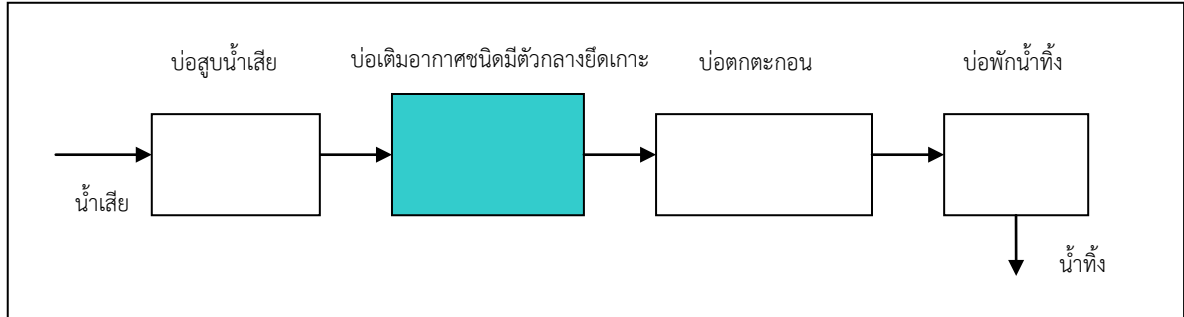 บ่อสูบน้ำเสีย
บ่อเติมอากาศชนิดมีตัวกลางยึดเกาะ
บ่อตกตะกอน
บ่อพักน้ำทิ้ง
น้ำเสีย
น้ำทิ้ง